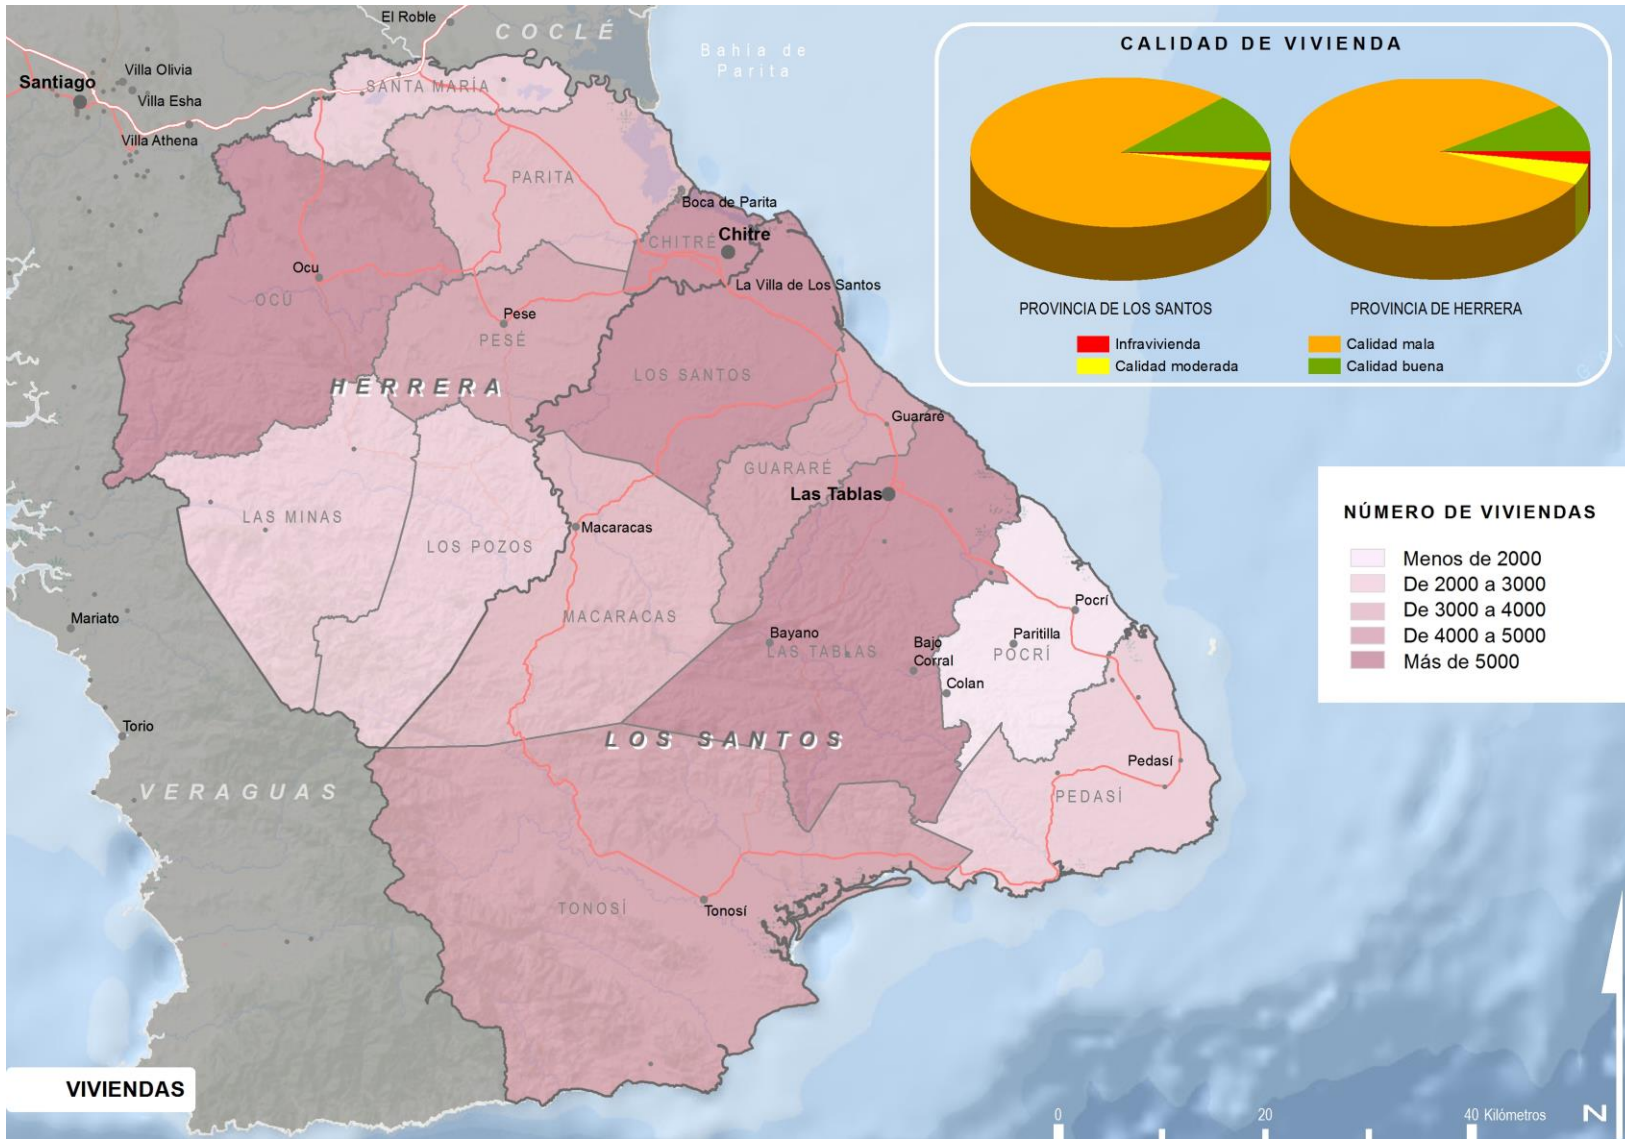 El Roble
COCLÉ
Bahía de
Parita
Santiago
Villa Olivia
Villa Esha
Villa Athena
SANTA MARÍA
PARITA
Boca de Parita
CHITRÉ
Chitre
La Villa de Los Santos
Ocu
OCÚ
Pese
PESÉ
HERRERA
LOS SANTOS
Guararé
GUARARÉ
Las Tablas
LAS MINAS
LOS POZOS
Macaracas
MACARACAS
Mariato
Bayano
LAS TABLAS
Bajo
Corral
Colan
Pocrí
Paritilla
POCRÍ
Torio
LOS SANTOS
VERAGUAS
Pedasí
PEDASÍ
TONOSÍ
Tonosí
CALIDAD DE VIVIENDA
PROVINCIA DE LOS SANTOS
PROVINCIA DE HERRERA
Infravivienda
Calidad mala
Calidad moderada
Calidad buena
NÚMERO DE VIVIENDAS
Menos de 2000
De 2000 a 3000
De 3000 a 4000
De 4000 a 5000
Más de 5000
VIVIENDAS
0 20 40 Kilómetros
N